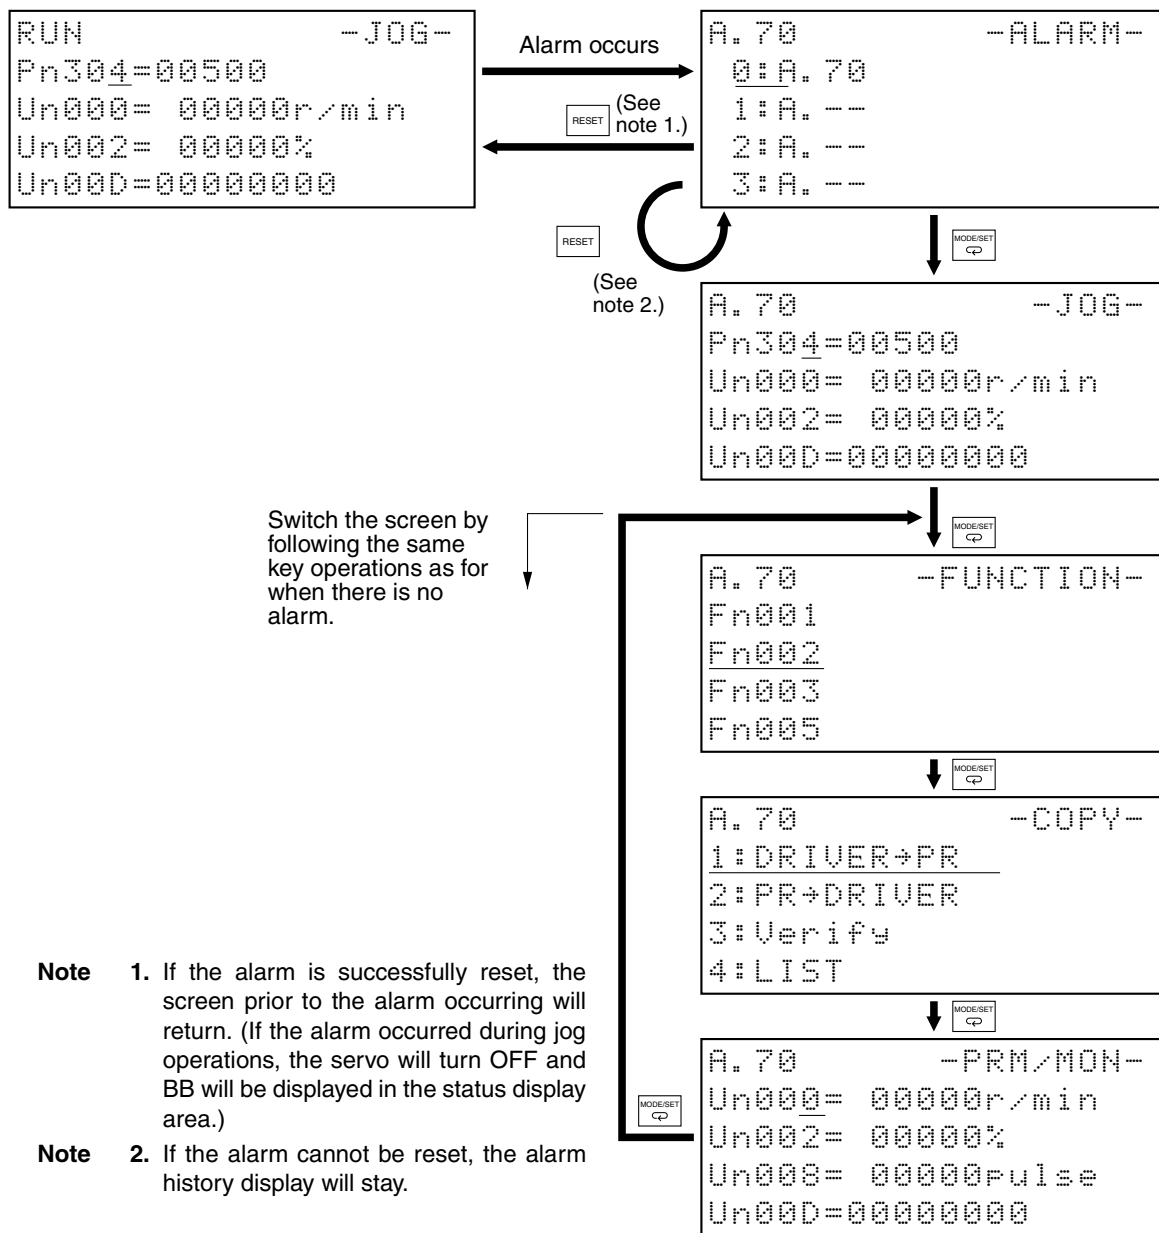 RUN -JOG-
Pn304=00500
Un000= 00000r/min
Un002= 00000%
Un00D=00000000
Alarm occurs
RESET
(See
note 1.)
A.70 -ALARM-
0:A.70
1:A.--
2:A.--
3:A.--
RESET
(See
note 2.)
MODE/SET
A.70 -JOG-
Pn304=00500
Un000= 00000r/min
Un002= 00000%
Un00D=00000000
Switch the screen by
following the same
key operations as for
when there is no
alarm.
MODE/SET
A.70 -FUNCTION-
Fn001
Fn002
Fn003
Fn005
MODE/SET
A.70 -COPY-
1:DRIVER→PR
2:PR→DRIVER
3:Verify
4:LIST
MODE/SET
A.70 -PRM/MON-
Un000= 00000r/min
Un002= 00000%
Un008= 00000pulse
Un00D=00000000
MODE/SET
Note 1. If the alarm is successfully reset, the
screen prior to the alarm occurring will
return. (If the alarm occurred during jog
operations, the servo will turn OFF and
BB will be displayed in the status display
area.)
Note 2. If the alarm cannot be reset, the alarm
history display will stay.